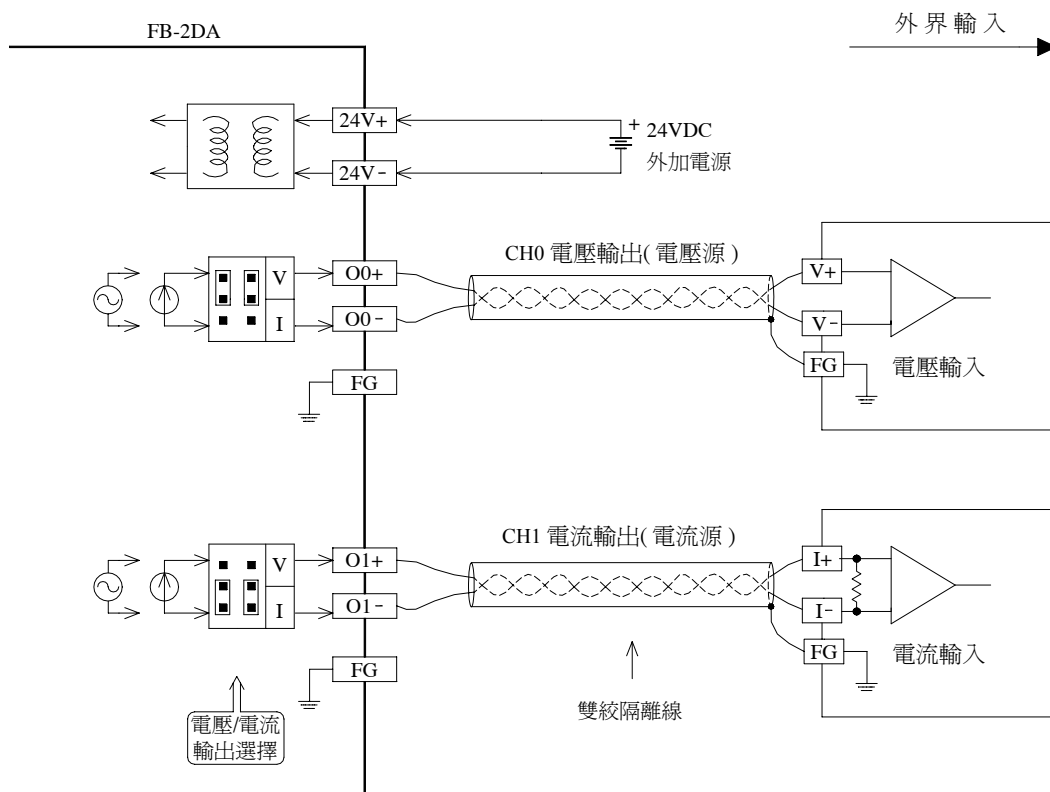 FB-2DA
外界輸入
24V+
24V-
+ 24VDC
外加電源
CH0 電壓輸出( 電壓源 )
V
I
O0+
O0-
FG
V+
V-
FG
電壓輸入
CH1 電流輸出( 電流源 )
V
I
O1+
O1-
FG
I+
I-
FG
電流輸入
雙絞隔離線
電壓/電流
輸出選擇